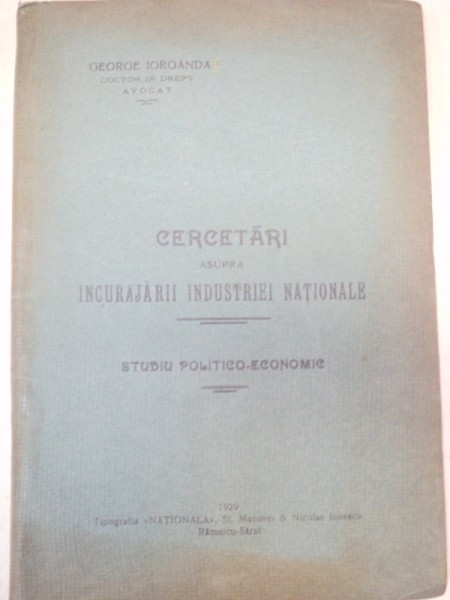 GEORGE IORGANDA
DOCTOR IN DREPT
AVOCAT
CERCETĂRI
ASUPRA
INCURAJĂRII INDUSTRIEI NAȚIONALE
STUDIU POLITICO-ECONOMIC
1929
Tipografia «NAȚIONALA», St. & Nicolae Ionescu
Râmnicu-Sărat